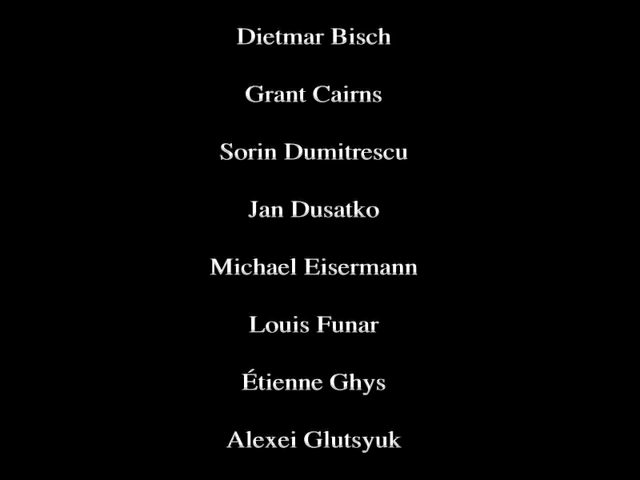 Dietmar Bisch
Grant Cairns
Sorin Dumitrescu
Jan Dusatko
Michael Eisermann
Louis Funar
Étienne Ghys
Alexei Glutsyuk